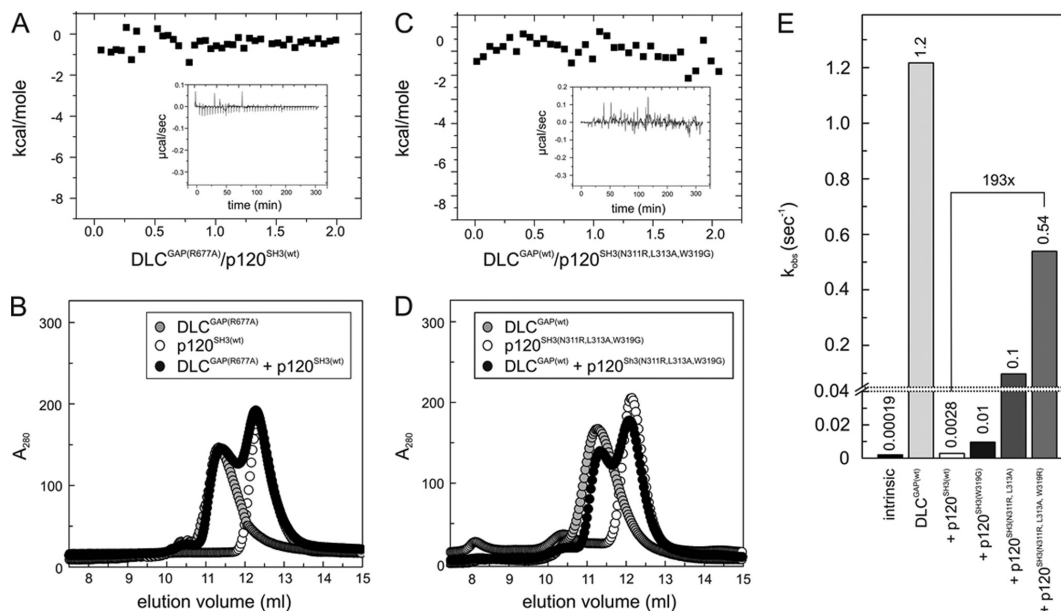 A
0
-2
-4
-6
-8
kcal/mole
0.1
0.0
-0.1
-0.2
-0.3
µcal/sec
0 100 200 300
time (min)
0.0 0.5 1.0 1.5 2.0
DLC^GAP(R677A)/p120^SH3(wt)
C
0
-2
-4
-6
-8
kcal/mole
0.1
0.0
-0.1
-0.2
-0.3
µcal/sec
0 100 200 300
time (min)
0.0 0.5 1.0 1.5 2.0
DLC^GAP(wt)/p120^SH3(N311R,L313A,W319G)
B
300
200
100
50
0
A280
DLC^GAP(R677A)
p120^SH3(wt)
DLC^GAP(R677A) + p120^SH3(wt)
8 9 10 11 12 13 14 15
elution volume (ml)
D
300
200
100
50
0
A280
DLC^GAP(wt)
p120^SH3(N311R,L313A,W319G)
DLC^GAP(wt) + p120^Sh3(N311R,L313A,W319G)
8 9 10 11 12 13 14 15
elution volume (ml)
E
1.2
1.0
0.8
0.6
0.4
0.2
0.04
0.02
0
k_obs (sec^-1)
0.00019
1.2
0.0028
0.01
0.1
0.54
193x
intrinsic
DLC^GAP(wt)
+ p120^SH3(wt)
+ p120^SH3(W319G)
+ p120^SH3(N311R, L313A)
+ p120^SH3(N311R, L313A, W319R)